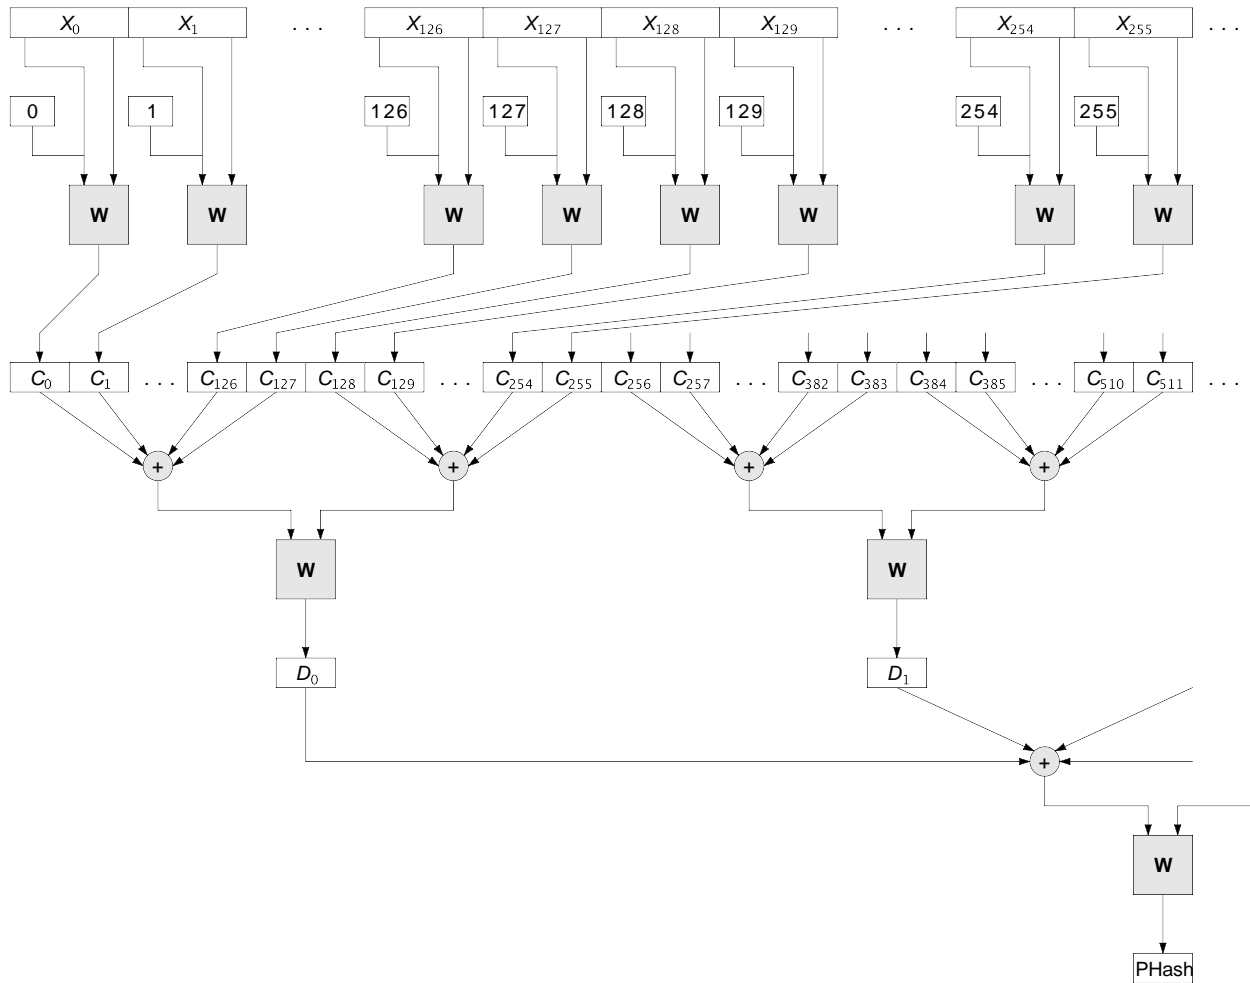 X0 X1 ... X126 X127 X128 X129 ... X254 X255 ...
0 1 126 127 128 129 254 255
W W W W W W W W
C0 C1 ... C126 C127 C128 C129 ... C254 C255 C256 C257 ... C382 C383 C384 C385 ... C510 C511 ...
+ + + +
W W
D0 D1
+
W
PHash